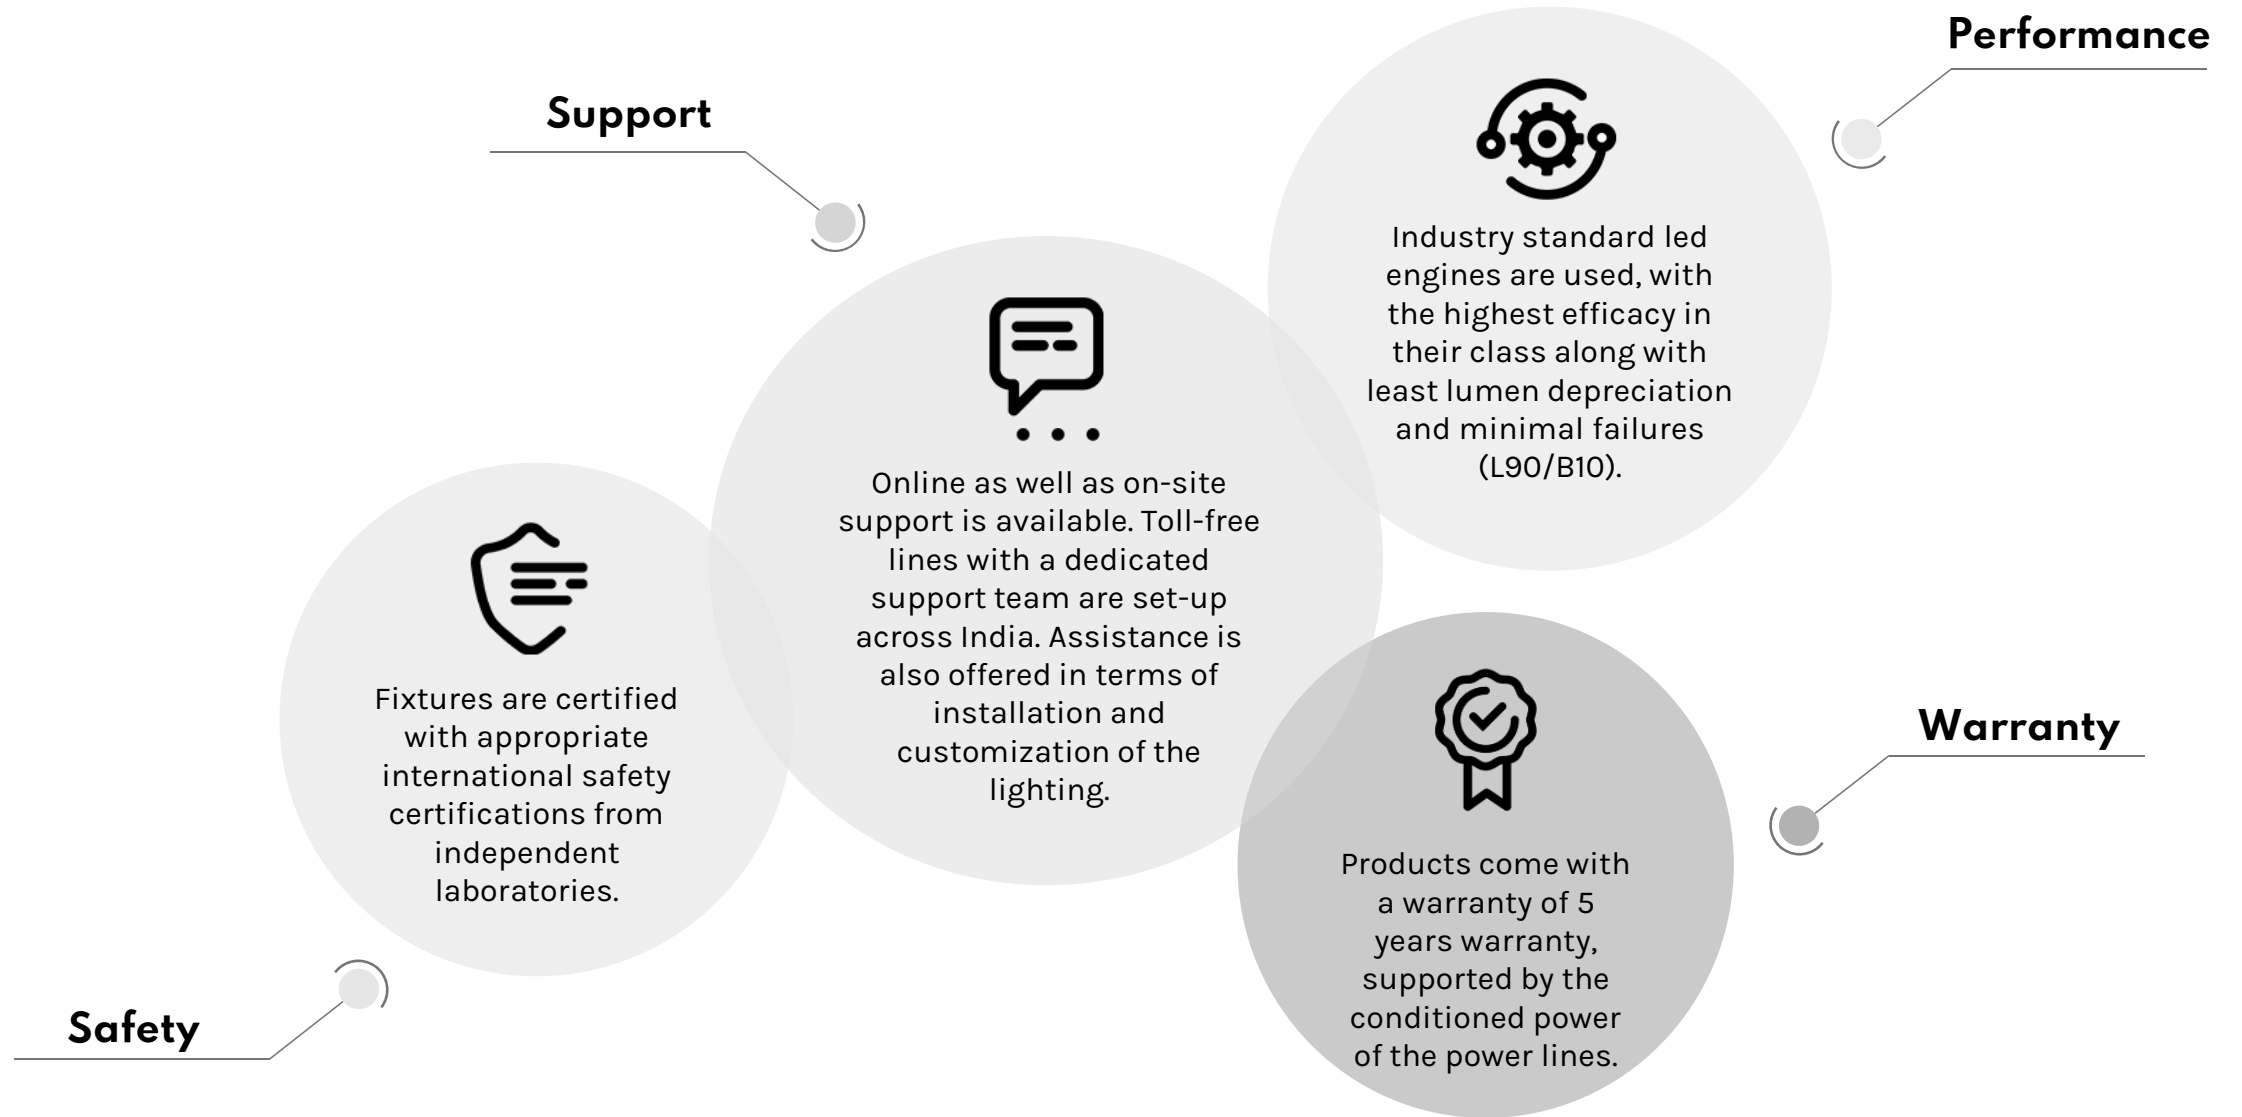 Safety
Fixtures are certified
with appropriate
international safety
certifications from
independent
laboratories.
Support
Online as well as on-site
support is available. Toll-free
lines with a dedicated
support team are set-up
across India. Assistance is
also offered in terms of
installation and
customization of the
lighting.
Performance
Industry standard led
engines are used, with
the highest efficacy in
their class along with
least lumen depreciation
and minimal failures
(L90/B10).
Warranty
Products come with
a warranty of 5
years warranty,
supported by the
conditioned power
of the power lines.